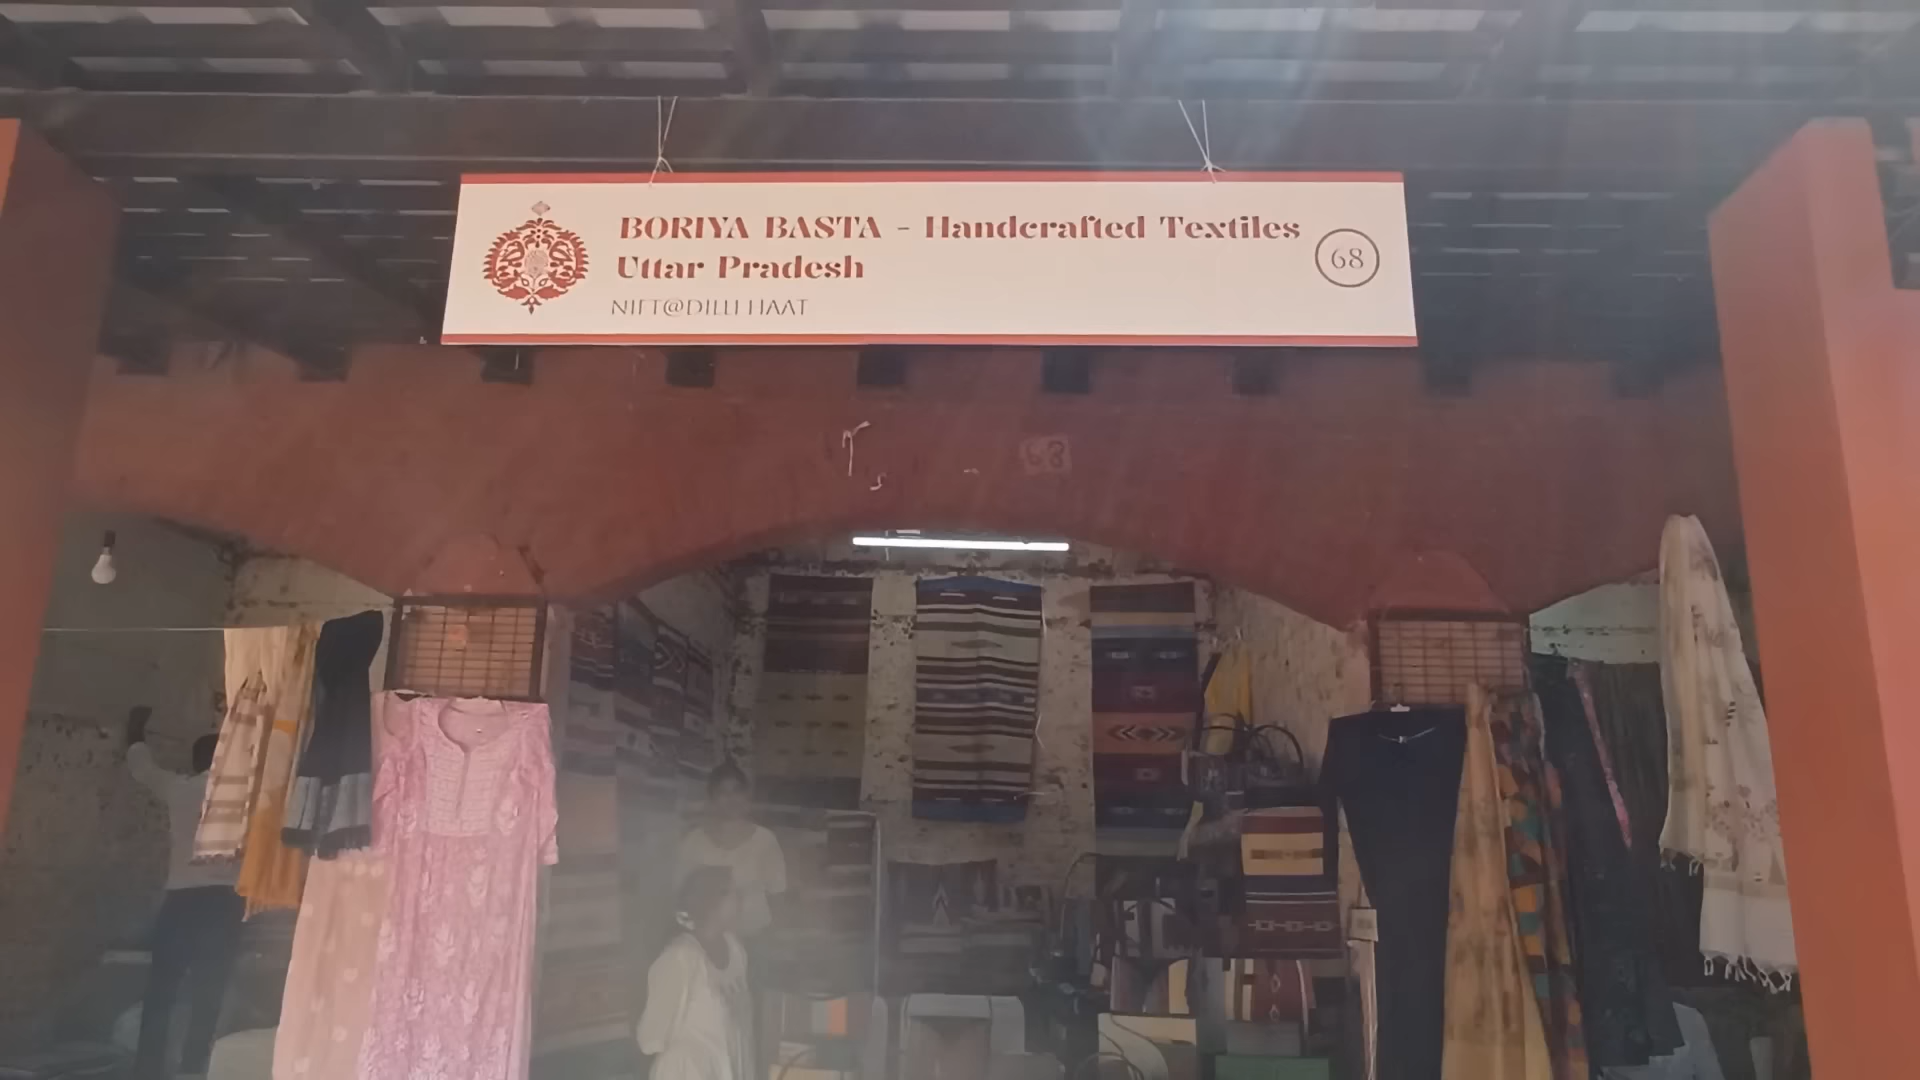 BORIYA BASTA - Handcrafted Textiles
Uttar Pradesh
68
NIFT@DILLI HAAT
68